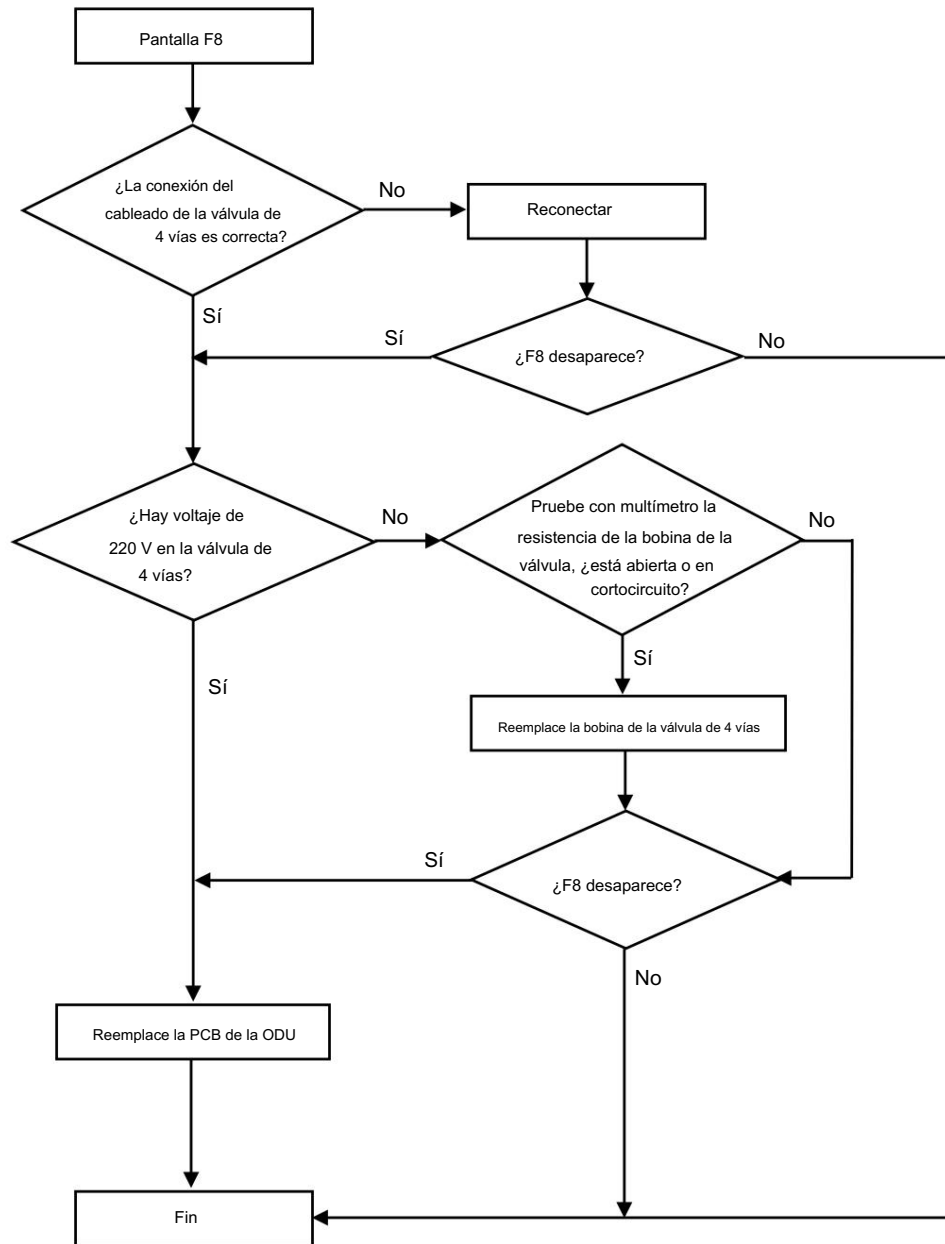 Pantalla F8
¿La conexión del
cableado de la válvula de
4 vías es correcta?
No
Reconectar
Sí
Sí
¿F8 desaparece?
No
¿Hay voltaje de
220 V en la válvula de
4 vías?
No
Pruebe con multímetro la
resistencia de la bobina de la
válvula, ¿está abierta o en
cortocircuito?
No
Sí
Sí
Reemplace la bobina de la válvula de 4 vías
Sí
¿F8 desaparece?
No
Reemplace la PCB de la ODU
Fin